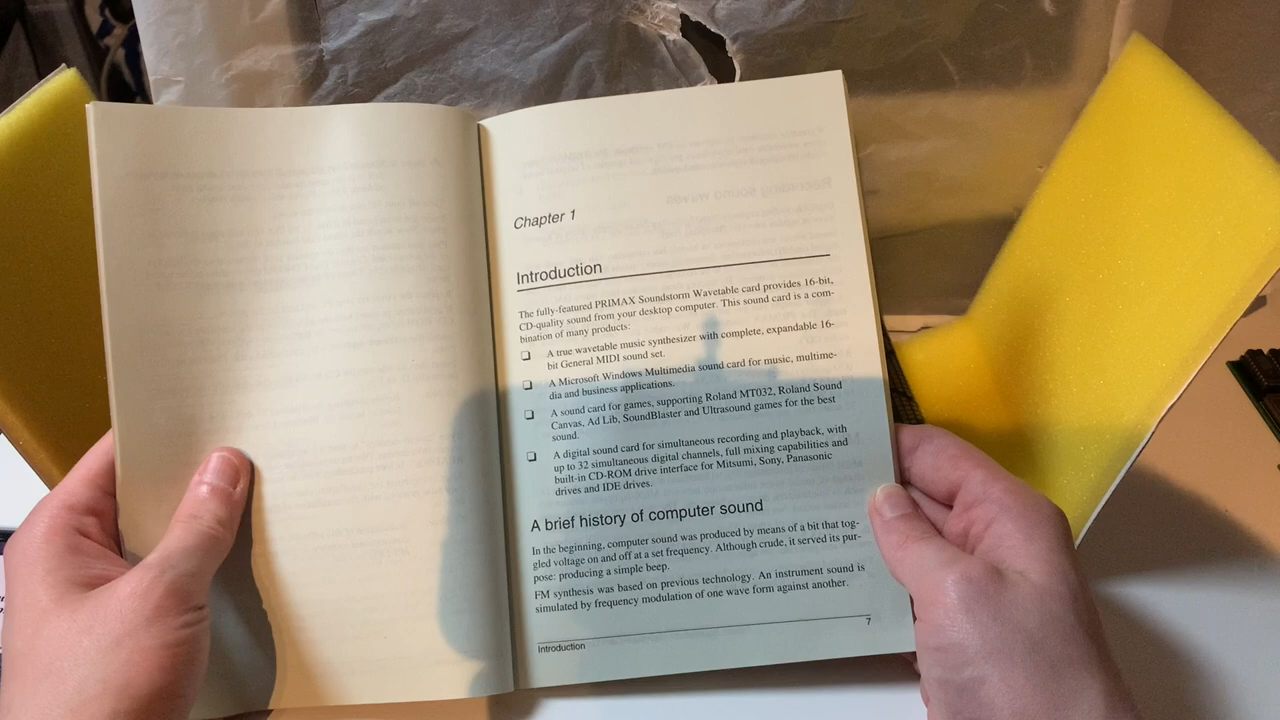 Chapter 1
Introduction
The fully-featured PRIMAX Soundstorm Wavetable card provides 16-bit,
CD-quality sound from your desktop computer. This sound card is a com-
bination of many products:
❏ A true wavetable music synthesizer with complete, expandable 16-
bit General MIDI sound set.
❏ A Microsoft Windows Multimedia sound card for music, multime-
dia and business applications.
❏ A sound card for games, supporting Roland MT032, Roland Sound
Canvas, Ad Lib, SoundBlaster and Ultrasound games for the best
sound.
❏ A digital sound card for simultaneous recording and playback, with
up to 32 simultaneous digital channels, full mixing capabilities and
built-in CD-ROM drive interface for Mitsumi, Sony, Panasonic
drives and IDE drives.
A brief history of computer sound
In the beginning, computer sound was produced by means of a bit that tog-
gled voltage on and off at a set frequency. Although crude, it served its pur-
pose: producing a simple beep.
FM synthesis was based on previous technology. An instrument sound is
simulated by frequency modulation of one wave form against another.
Introduction 7